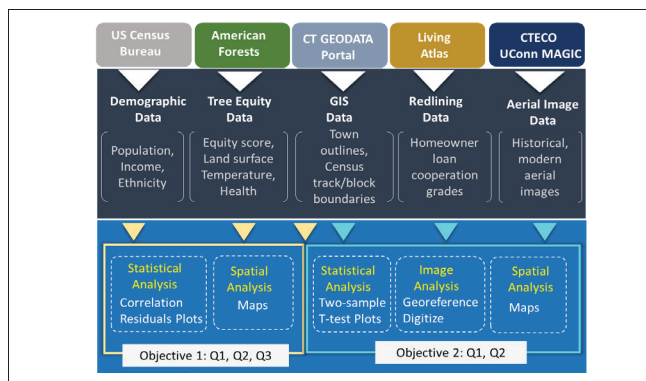 US Census
Bureau
American
Forests
CT GEODATA
Portal
Living
Atlas
CTECO
UConn MAGIC
Demographic
Data
Tree Equity
Data
GIS
Data
Redlining
Data
Aerial Image
Data
Population,
Income,
Ethnicity
Equity score,
Land surface
Temperature,
Health
Town
outlines,
Census
track/block
boundaries
Homeowner
loan
cooperation
grades
Historical,
modern
aerial
images
Statistical
Analysis
Correlation
Residuals Plots
Spatial
Analysis
Maps
Statistical
Analysis
Two-sample
T-test Plots
Image
Analysis
Georeference
Digitize
Spatial
Analysis
Maps
Objective 1: Q1, Q2, Q3
Objective 2: Q1, Q2